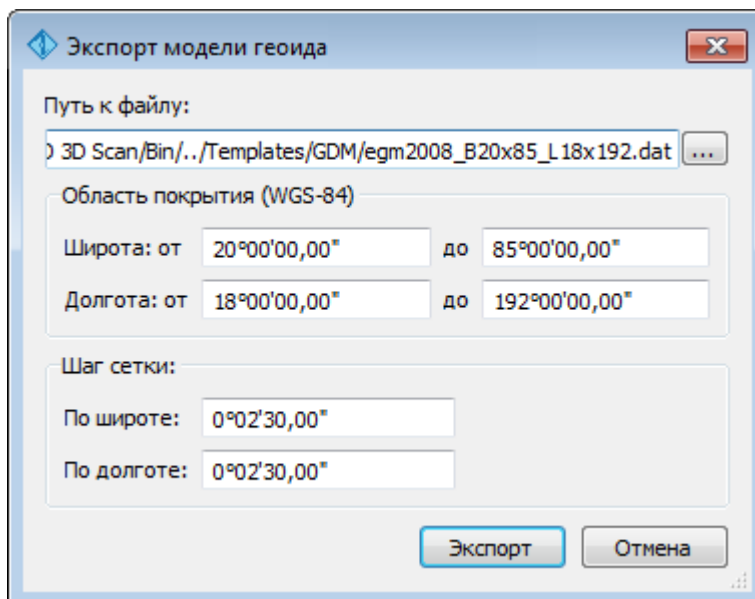 Экспорт модели геоида
Путь к файлу:
D 3D Scan/Bin/../Templates/GDM/egm2008_B20x85_L18x192.dat ...
Область покрытия (WGS-84)
Широта: от 20°00'00,00" до 85°00'00,00"
Долгота: от 18°00'00,00" до 192°00'00,00"
Шаг сетки:
По широте: 0°02'30,00"
По долготе: 0°02'30,00"
Экспорт Отмена